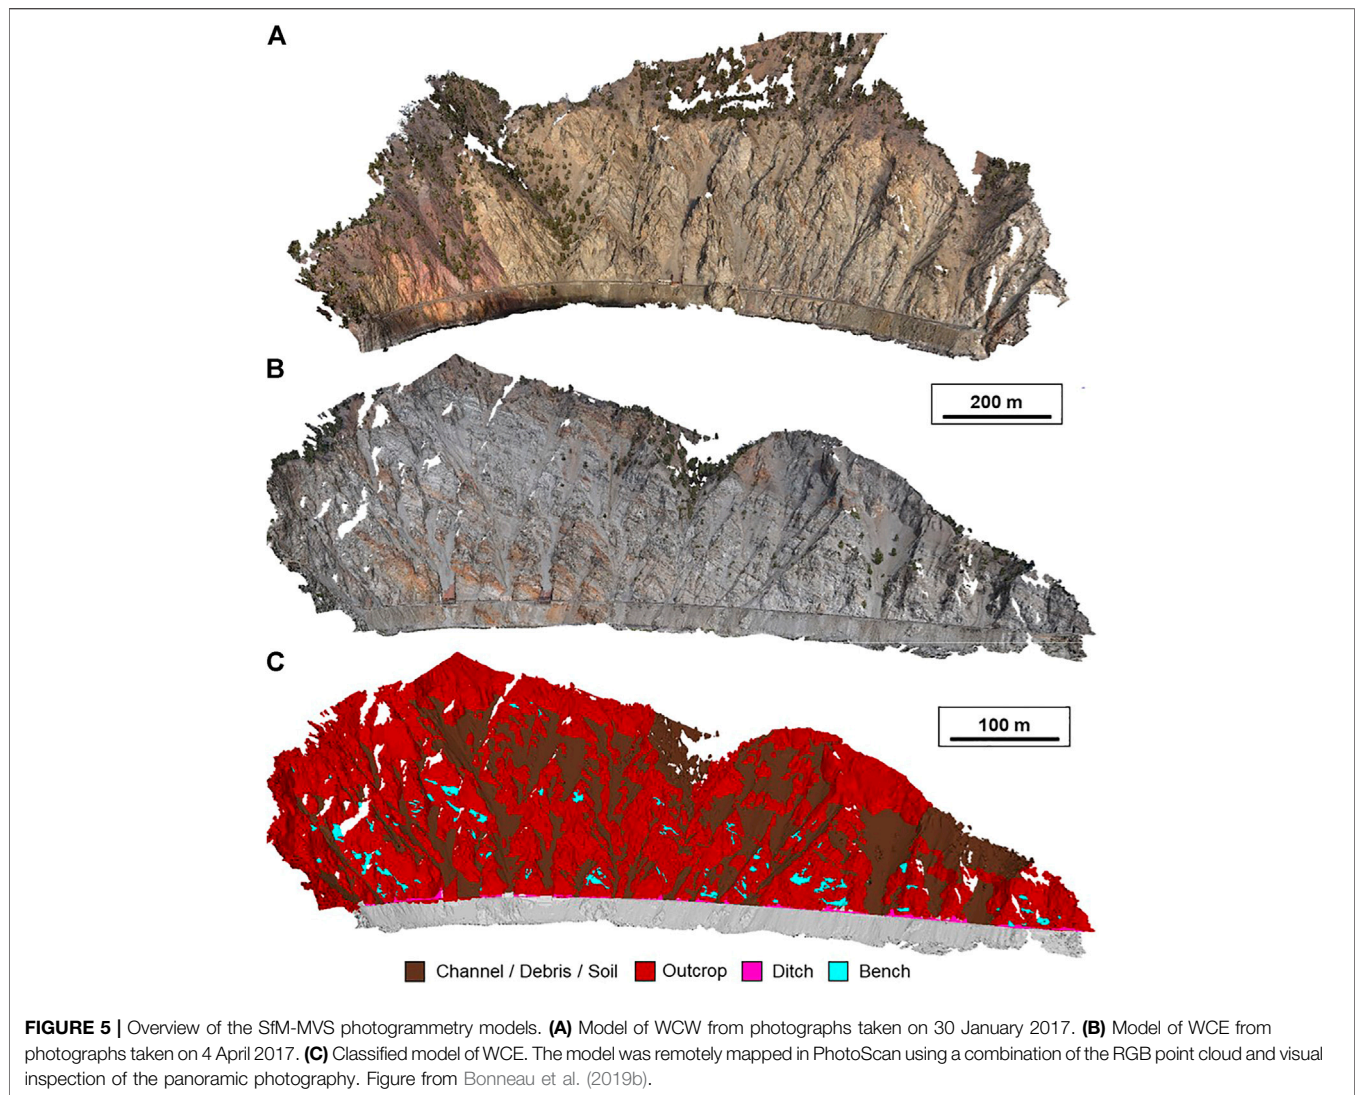 A
B
200 m
C
100 m
Channel / Debris / Soil Outcrop Ditch Bench
FIGURE 5 | Overview of the SfM-MVS photogrammetry models. (A) Model of WCW from photographs taken on 30 January 2017. (B) Model of WCE from
photographs taken on 4 April 2017. (C) Classified model of WCE. The model was remotely mapped in PhotoScan using a combination of the RGB point cloud and visual
inspection of the panoramic photography. Figure from Bonneau et al. (2019b).